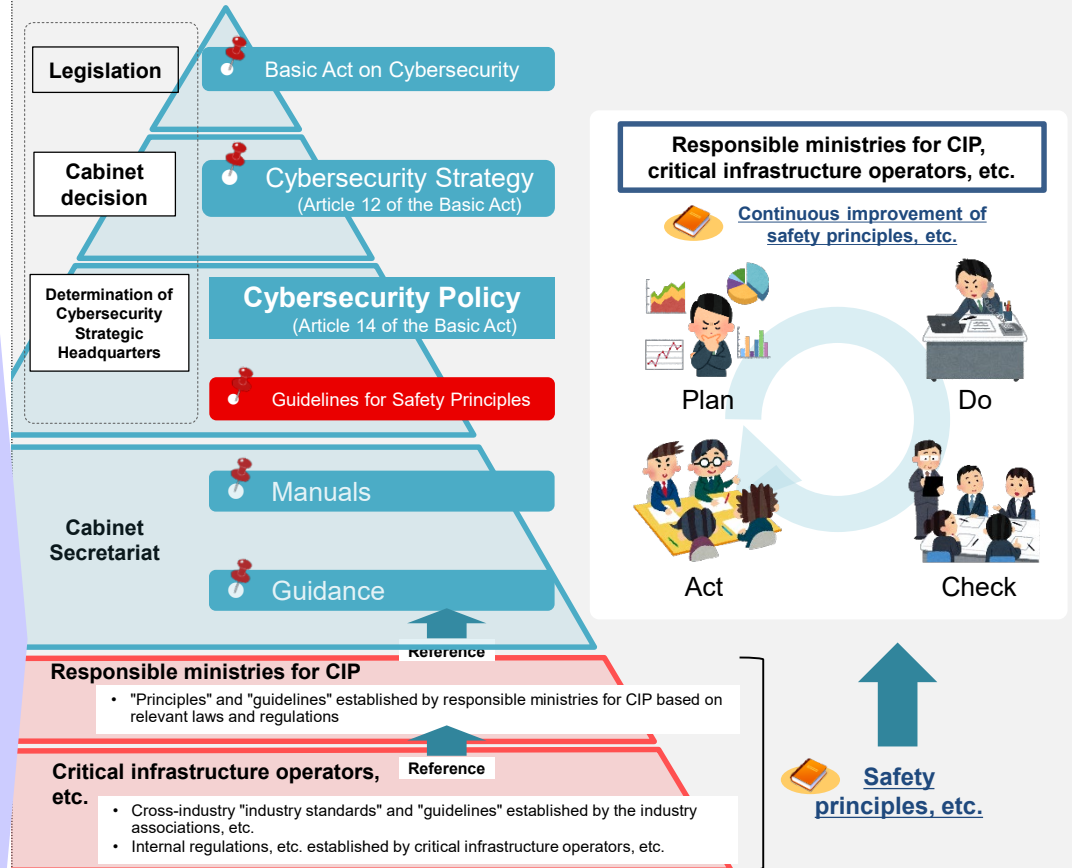 Legislation
Basic Act on Cybersecurity
Cabinet
decision
Cybersecurity Strategy
(Article 12 of the Basic Act)
Determination of
Cybersecurity
Strategic
Headquarters
Cybersecurity Policy
(Article 14 of the Basic Act)
Guidelines for Safety Principles
Cabinet
Secretariat
Manuals
Guidance
Reference
Responsible ministries for CIP
• "Principles" and "guidelines" established by responsible ministries for CIP based on
relevant laws and regulations
Reference
Critical infrastructure operators,
etc.
• Cross-industry "industry standards" and "guidelines" established by the industry
associations, etc.
• Internal regulations, etc. established by critical infrastructure operators, etc.
Responsible ministries for CIP,
critical infrastructure operators, etc.
Continuous improvement of
safety principles, etc.
Plan
Do
Act
Check
Safety
principles, etc.